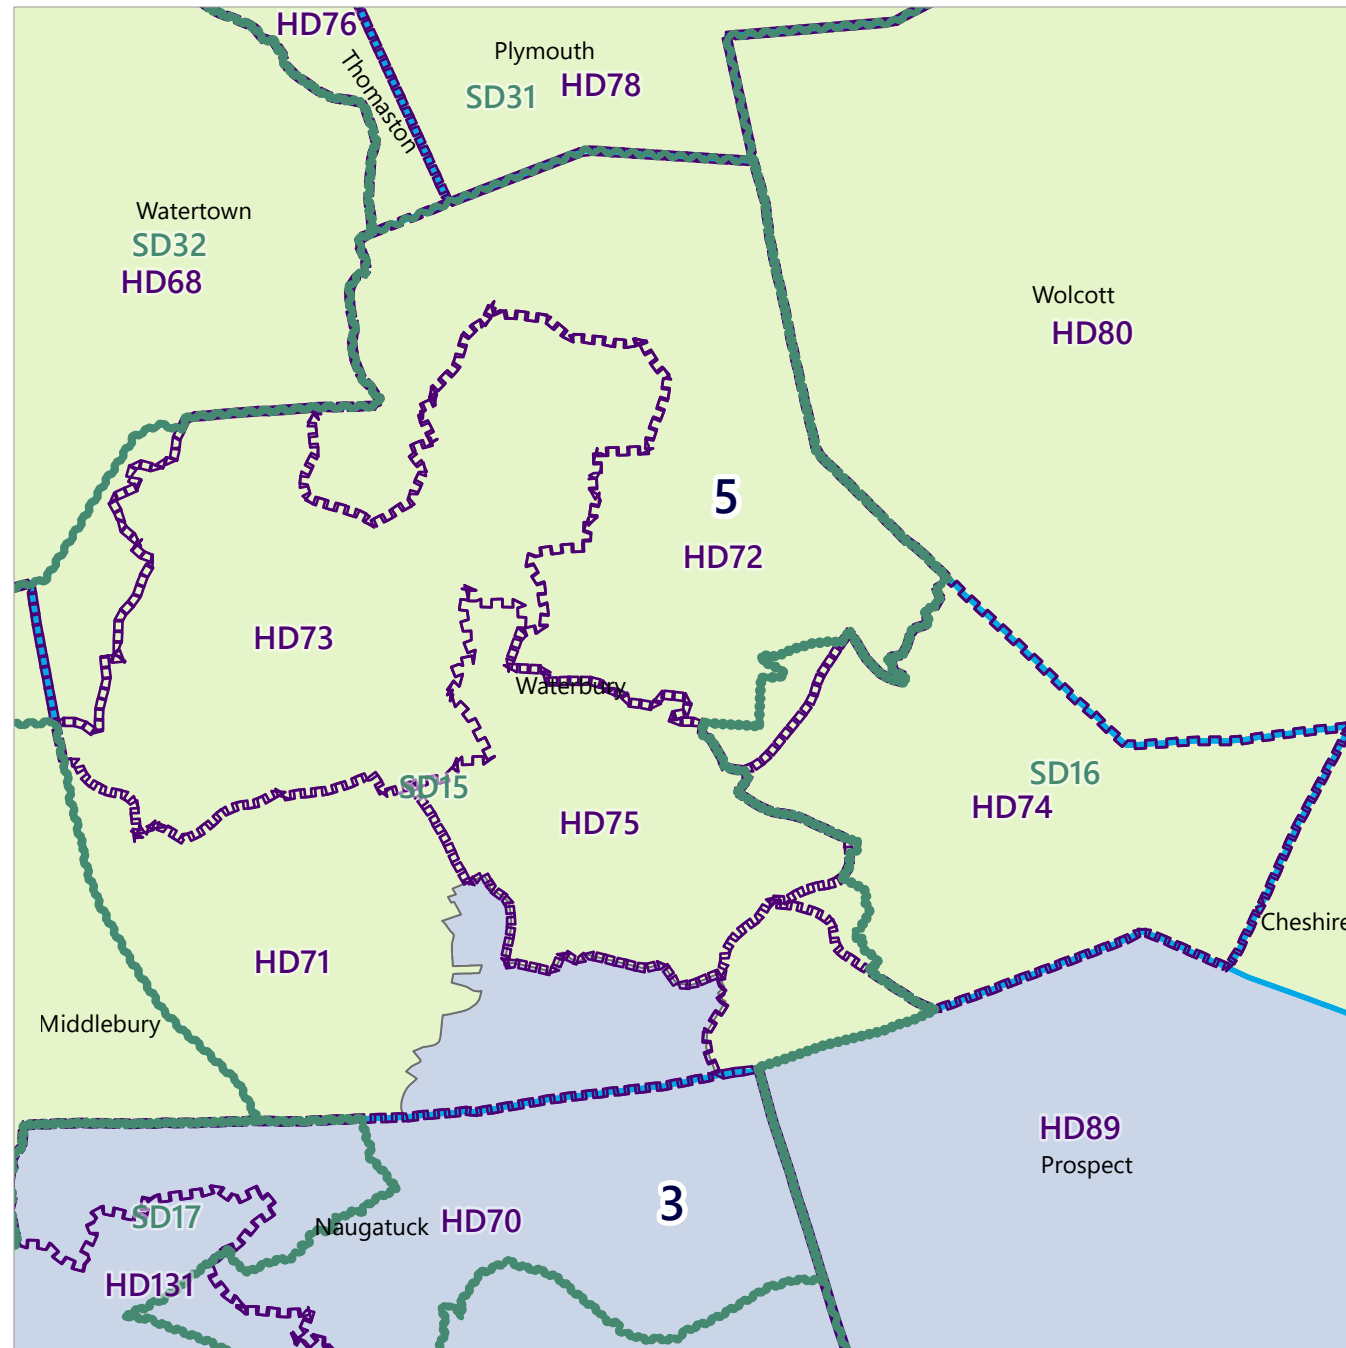 HD76
Plymouth
SD31
HD78
Thomaston
Watertown
SD32
HD68
Wolcott
HD80
5
HD72
HD73
Waterbury
SD15
SD16
HD74
HD75
Cheshire
HD71
Middlebury
HD89
Prospect
3
SD17
Naugatuck
HD70
HD131